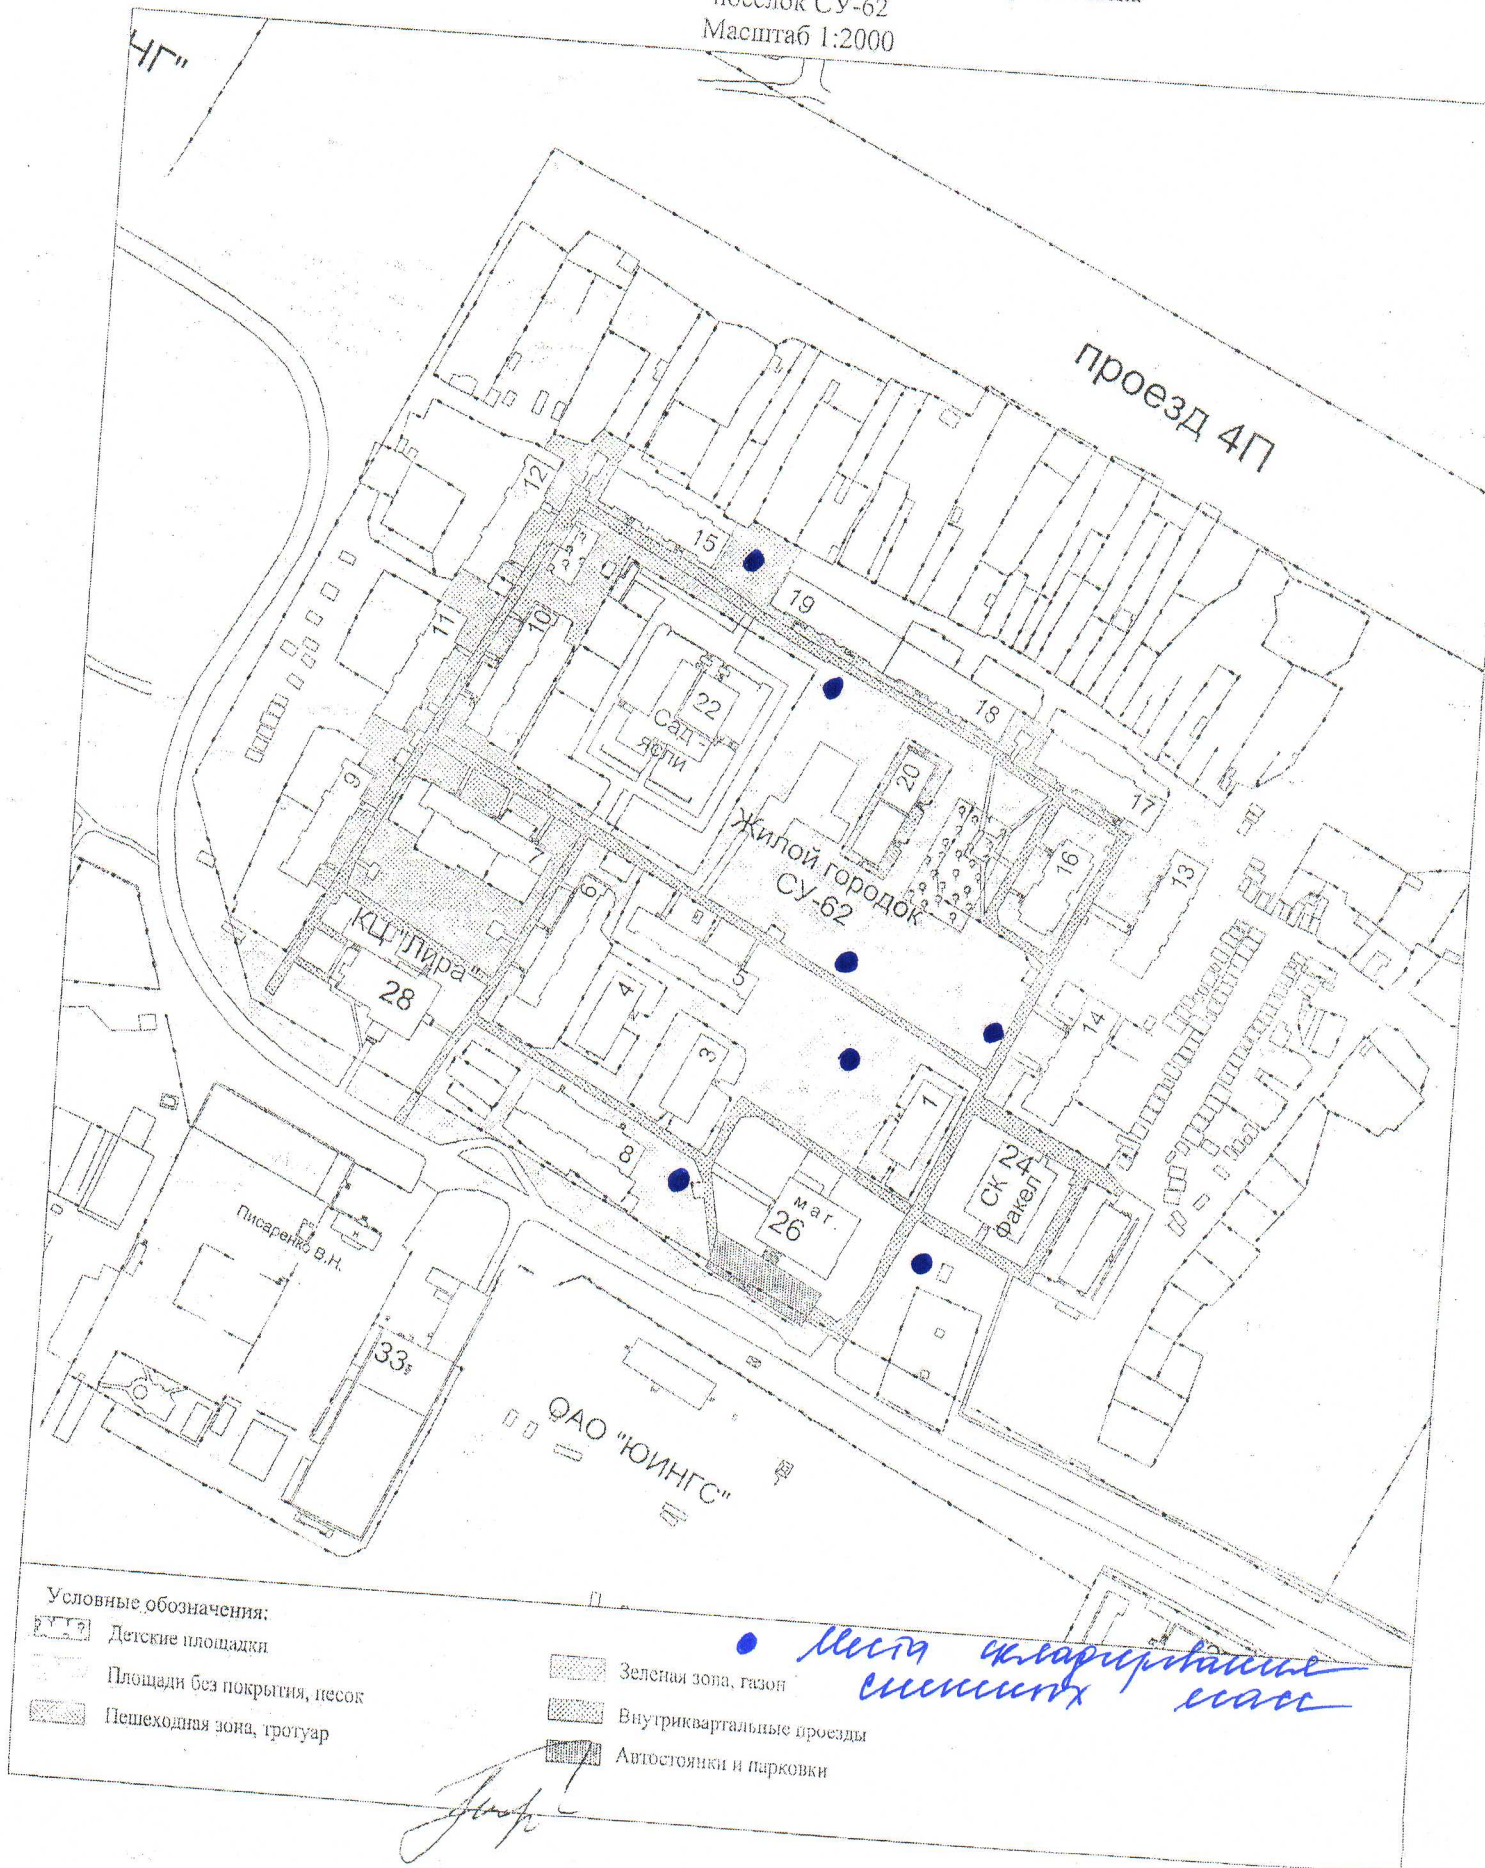 поселок СУ-62
Масштаб 1:2000
НГ"
проезд 4П
12
15
19
11
10
22
Сад -
ясли
18
9
20
17
7
Жилой городок
СУ-62
16
13
6
КЦ "Лира"
28
5
4
14
3
1
8
24
СК
Факел
маг.
26
Писаренко В.Н.
33
ОАО "ЮИНГС"
Условные обозначения:
Детские площадки
Площади без покрытия, песок
Пешеходная зона, тротуар
Зеленая зона, газон
Внутриквартальные проезды
Автостоянки и парковки
Места складирования
снежных масс